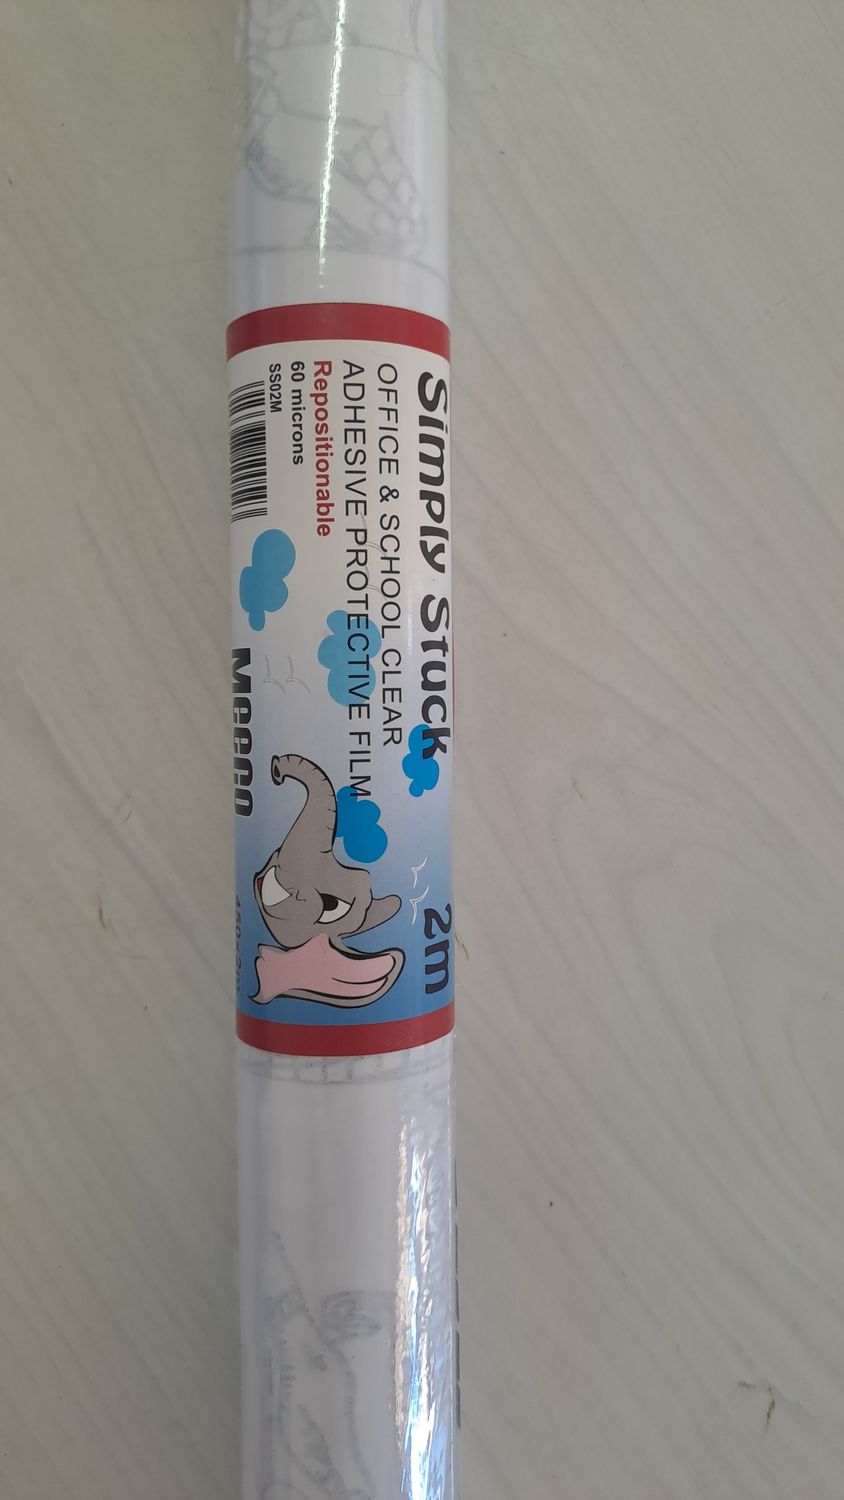 Simply Stuck
2m
OFFICE & SCHOOL CLEAR
ADHESIVE PROTECTIVE FILM
Repositionable
60 microns
SS02M
Meeco